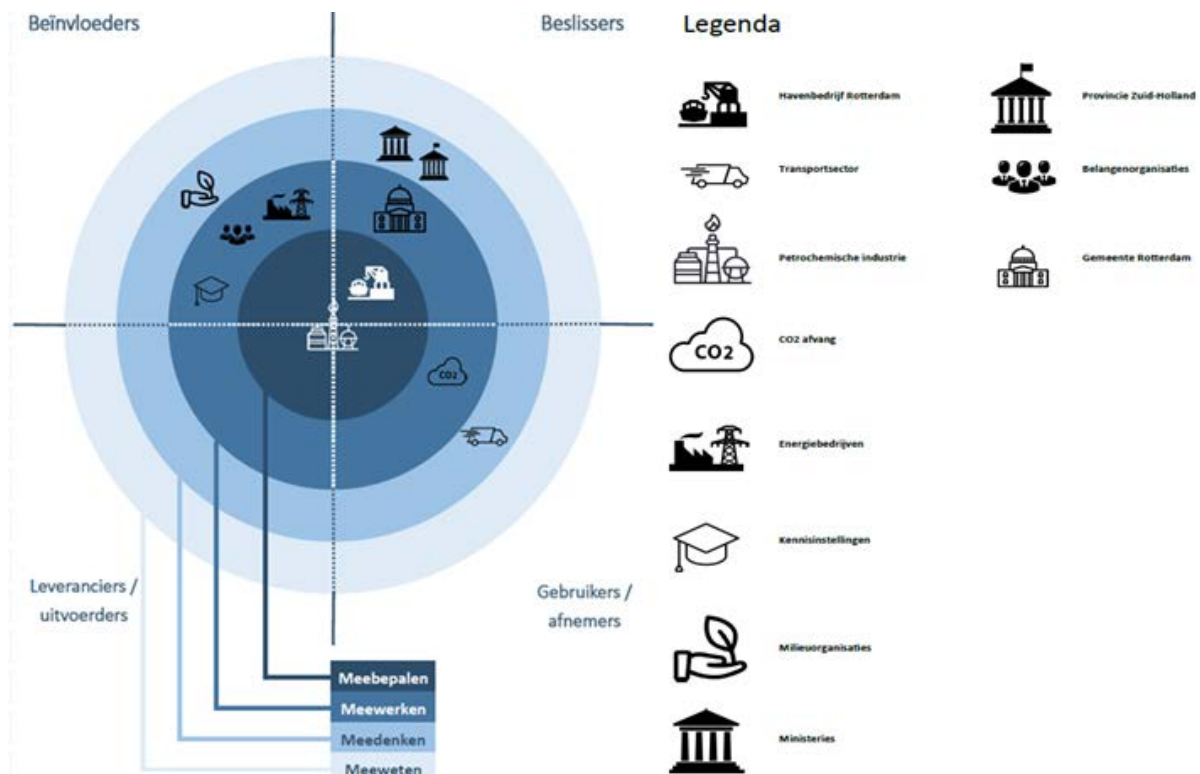 Beïnvloeders
Beslissers
Legenda
Havenbedrijf Rotterdam
Provincie Zuid-Holland
Transportsector
Belangenorganisaties
Petrochemische industrie
Gemeente Rotterdam
CO2
CO2 afvang
CO2
Energiebedrijven
Kennisinstellingen
Leveranciers /
uitvoerders
Gebruikers /
afnemers
Milieuorganisaties
Meebepalen
Meewerken
Meedenken
Meeweten
Ministeries